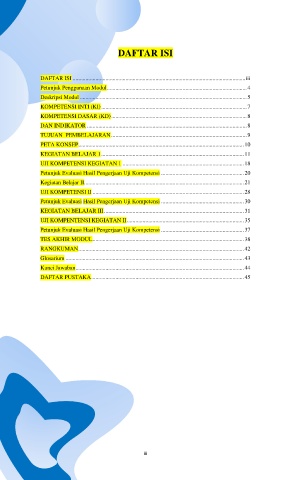 DAFTAR ISI
DAFTAR ISI ... iii
Petunjuk Penggunaan Modul ... 4
Deskripsi Modul ... 5
KOMPETENSI INTI (KI) ... 7
KOMPETENSI DASAR (KD) ... 8
DAN INDIKATOR ... 8
TUJUAN PEMBELAJARAN ... 9
PETA KONSEP ... 10
KEGIATAN BELAJAR 1 ... 11
UJI KOMPETENSI KEGIATAN 1 ... 18
Petunjuk Evaluasi Hasil Pengerjaan Uji Kompetensi ... 20
Kegiatan Belajar II ... 21
UJI KOMPETENSI II ... 28
Petunjuk Evaluasi Hasil Pengerjaan Uji Kompetensi ... 30
KEGIATAN BELAJAR III ... 31
UJI KOMPENTENSI KEGIATAN II ... 35
Petunjuk Evaluasi Hasil Pengerjaan Uji Kompetensi ... 37
TES AKHIR MODUL ... 38
RANGKUMAN ... 42
Glosarium ... 43
Kunci Jawaban ... 44
DAFTAR PUSTAKA ... 45
iii